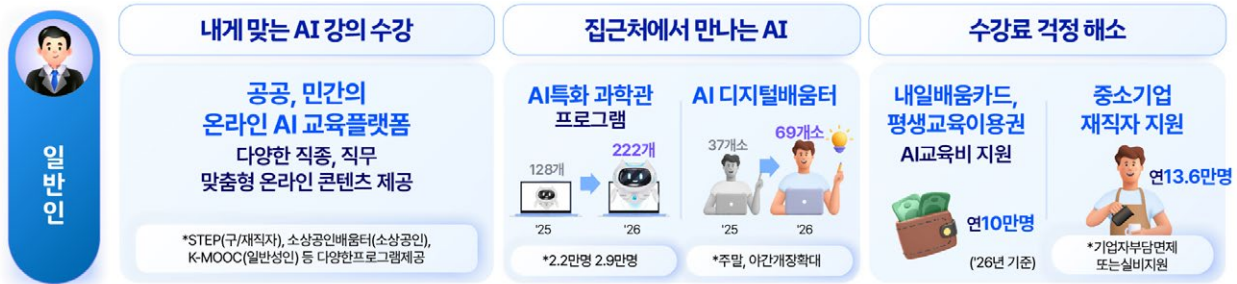 일반인
내게 맞는 AI 강의 수강
공공, 민간의
온라인 AI 교육플랫폼
다양한 직종, 직무
맞춤형 온라인 콘텐츠 제공
*STEP(구/재직자), 소상공인배움터(소상공인),
K-MOOC(일반성인) 등 다양한프로그램제공
집근처에서 만나는 AI
AI특화 과학관
프로그램
128개
222개
'25
'26
*2.2만명 2.9만명
AI 디지털배움터
37개소
69개소
'25
'26
*주말, 야간개장확대
수강료 걱정 해소
내일배움카드,
평생교육이용권
AI교육비 지원
연10만명
('26년 기준)
중소기업
재직자 지원
연13.6만명
*기업자부담면제
또는실비지원